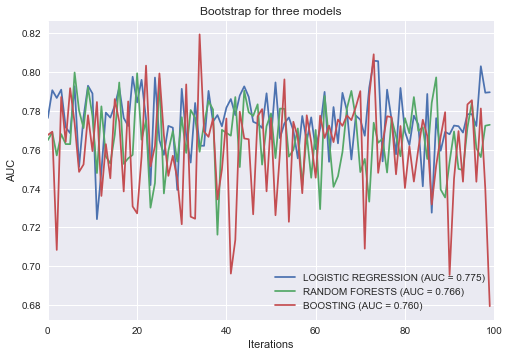 Bootstrap for three models
AUC
0.82
0.80
0.78
0.76
0.74
0.72
0.70
0.68
LOGISTIC REGRESSION (AUC = 0.775)
RANDOM FORESTS (AUC = 0.766)
BOOSTING (AUC = 0.760)
0 20 40 60 80 100
Iterations